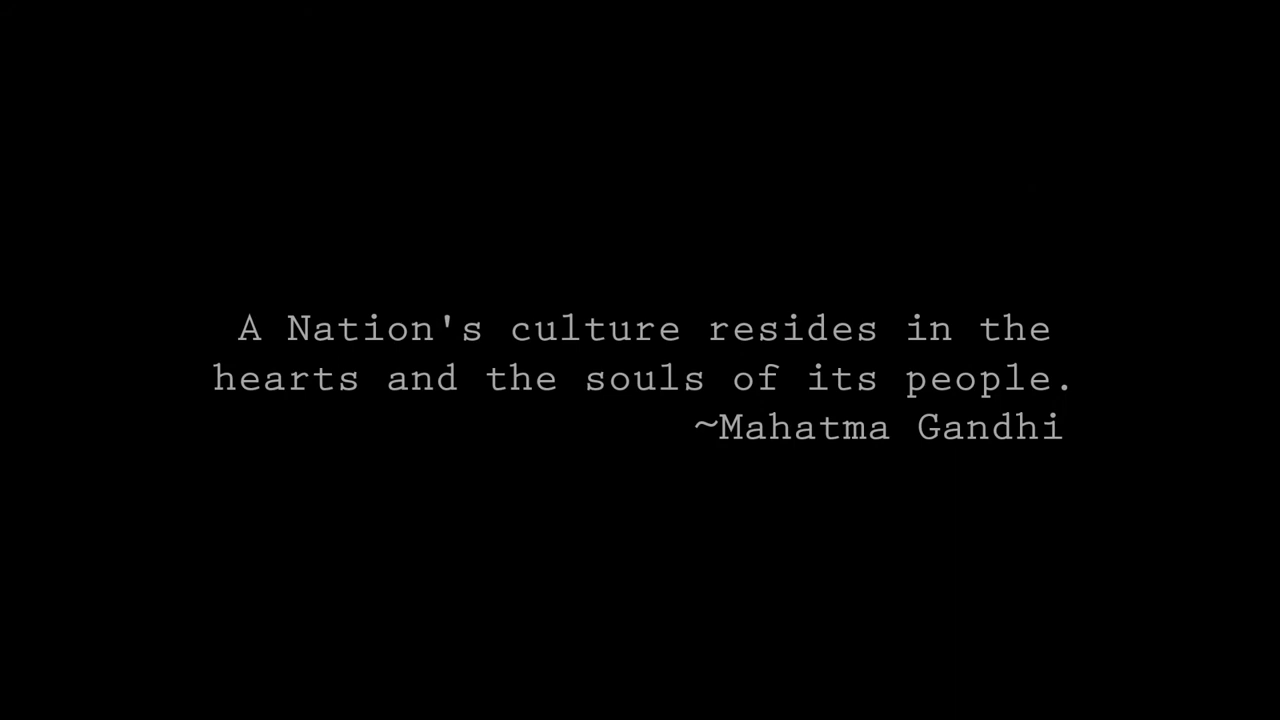 A Nation's culture resides in the
hearts and the souls of its people.
~Mahatma Gandhi